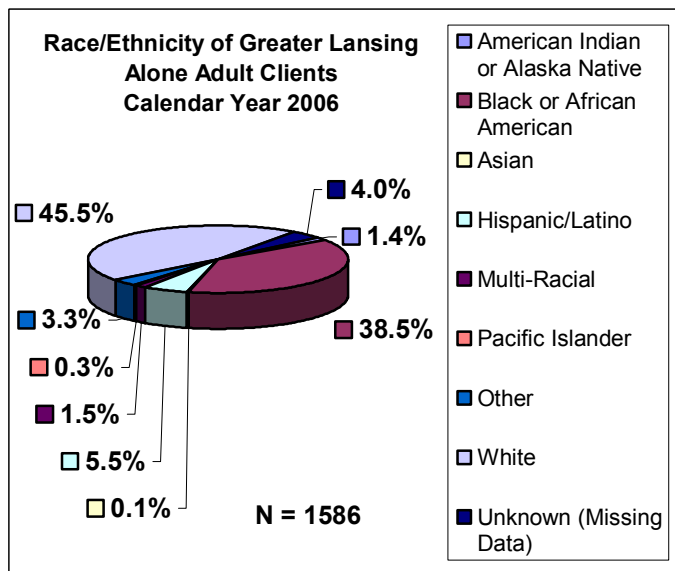 Race/Ethnicity of Greater Lansing
Alone Adult Clients
Calendar Year 2006
45.5%
4.0%
1.4%
38.5%
3.3%
0.3%
1.5%
5.5%
0.1%
N = 1586
American Indian
or Alaska Native
Black or African
American
Asian
Hispanic/Latino
Multi-Racial
Pacific Islander
Other
White
Unknown (Missing
Data)